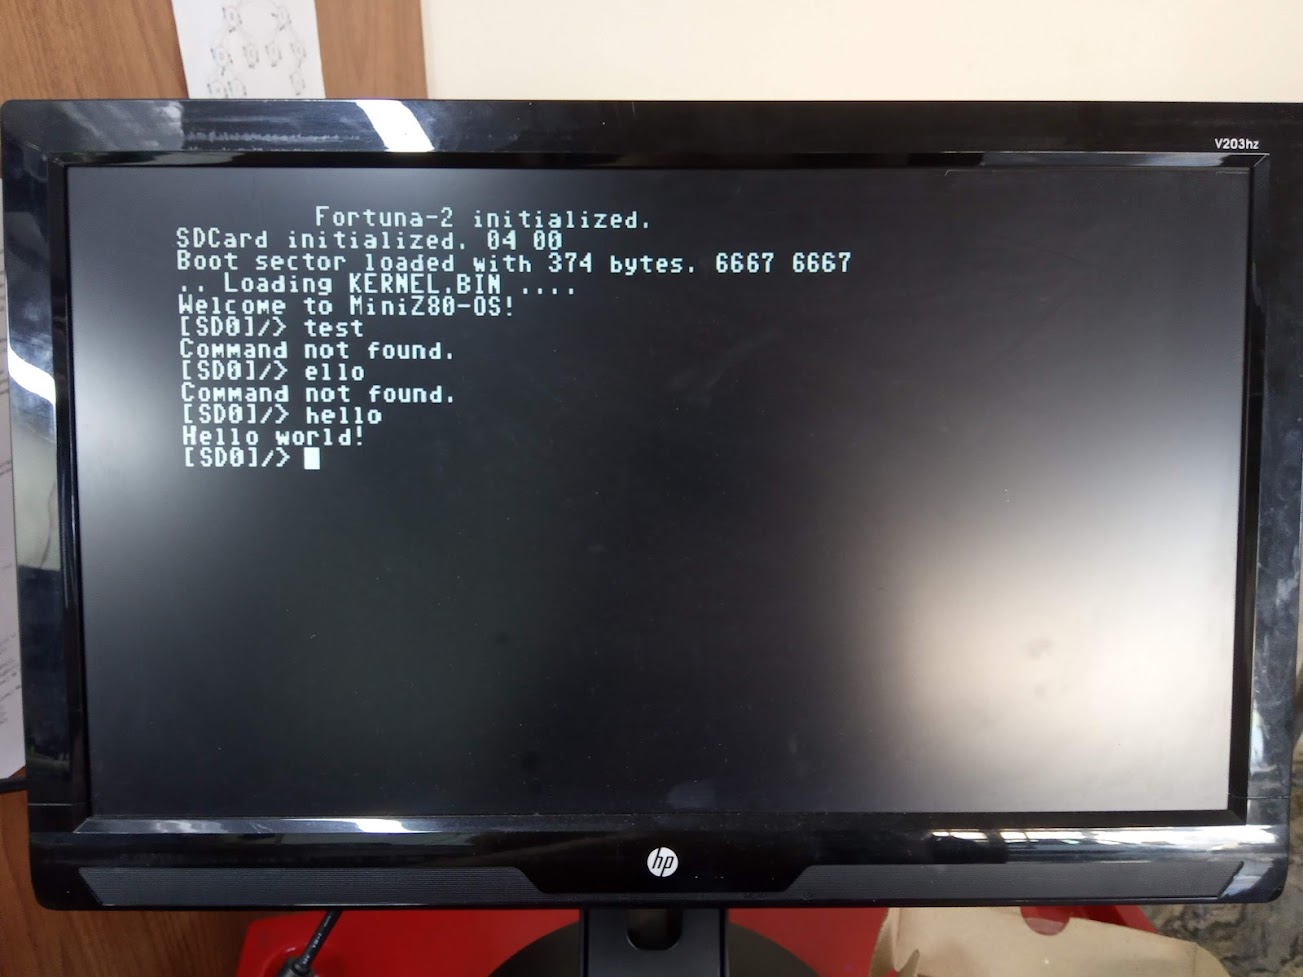 V203hz
Fortuna-2 initialized.
SDCard initialized. 04 00
Boot sector loaded with 374 bytes. 6667 6667
.. Loading KERNEL.BIN ....
Welcome to MiniZ80-OS!
[SD0]/> test
Command not found.
[SD0]/> ello
Command not found.
[SD0]/> hello
Hello world!
[SD0]/>
hp